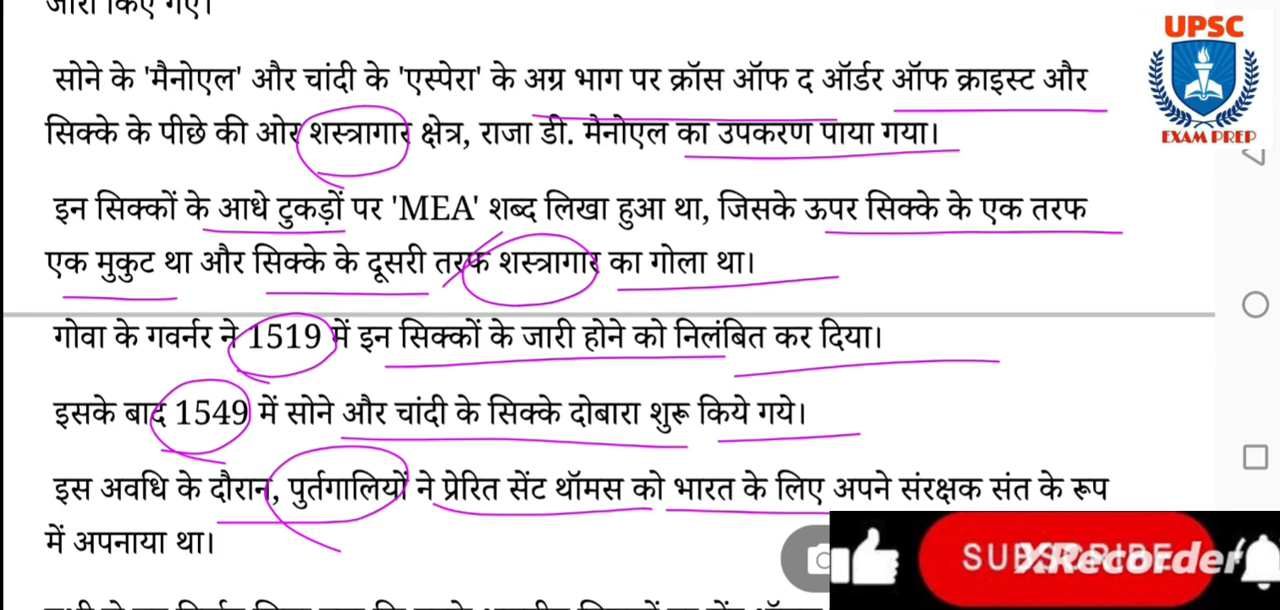 जारी किए गए।
UPSC
सोने के 'मैनोएल' और चांदी के 'एस्पेरा' के अग्र भाग पर क्रॉस ऑफ द ऑर्डर ऑफ क्राइस्ट और
सिक्के के पीछे की ओर शस्त्रागार क्षेत्र, राजा डी. मैनोएल का उपकरण पाया गया।
EXAM PREP
इन सिक्कों के आधे टुकड़ों पर 'MEA' शब्द लिखा हुआ था, जिसके ऊपर सिक्के के एक तरफ
एक मुकुट था और सिक्के के दूसरी तरफ शस्त्रागार का गोला था।
गोवा के गवर्नर ने 1519 में इन सिक्कों के जारी होने को निलंबित कर दिया।
इसके बाद 1549 में सोने और चांदी के सिक्के दोबारा शुरू किये गये।
इस अवधि के दौरान, पुर्तगालियों ने प्रेरित सेंट थॉमस को भारत के लिए अपने संरक्षक संत के रूप
में अपनाया था।
SUBSCRIBE
XRecorder